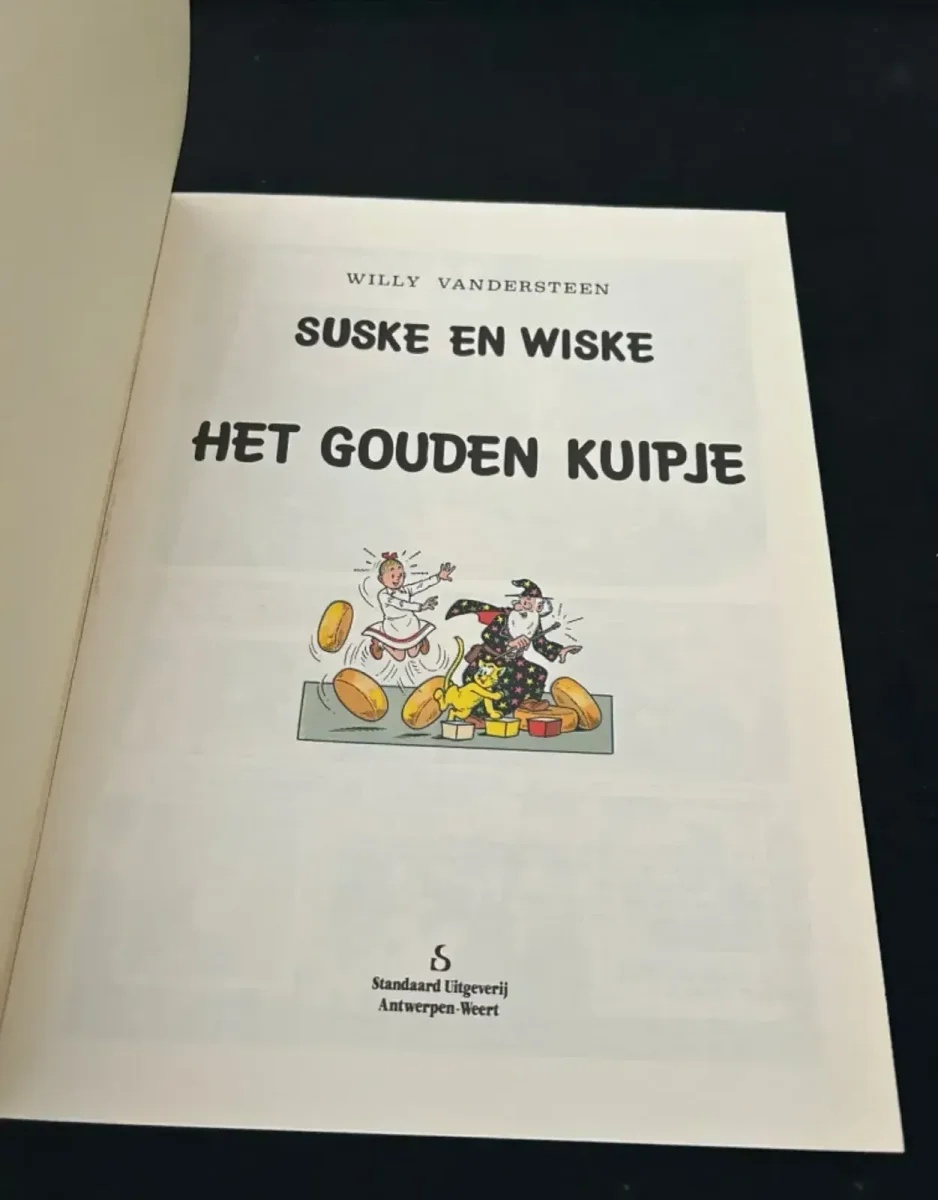 WILLY VANDERSTEEN
SUSKE EN WISKE
HET GOUDEN KUIPJE
S
Standaard Uitgeverij
Antwerpen-Weert